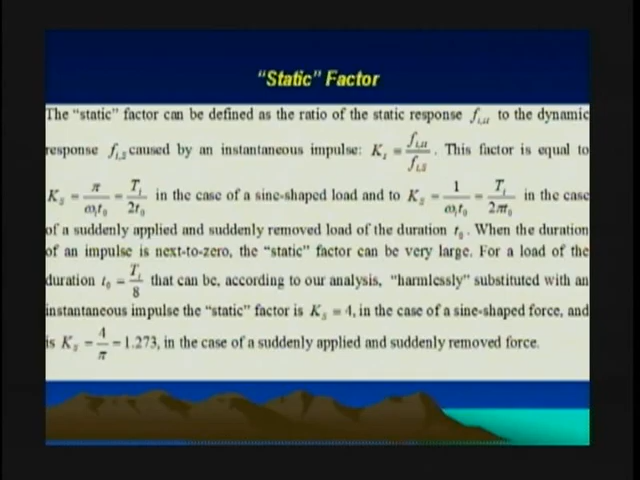 “Static” Factor
The “static” factor can be defined as the ratio of the static response f_{i,st} to the dynamic
response f_{i,S} caused by an instantaneous impulse: K_s = f_{i,st} / f_{i,S}. This factor is equal to
K_s = π / ω_i t_0 = T_i / 2t_0 in the case of a sine-shaped load and to K_s = 1 / ω_i t_0 = T_i / 2πt_0 in the case
of a suddenly applied and suddenly removed load of the duration t_0. When the duration
of an impulse is next-to-zero, the “static” factor can be very large. For a load of the
duration t_0 = T_i / 8 that can be, according to our analysis, “harmlessly” substituted with an
instantaneous impulse the “static” factor is K_s = 4, in the case of a sine-shaped force, and
is K_s = 4 / π = 1.273, in the case of a suddenly applied and suddenly removed force.